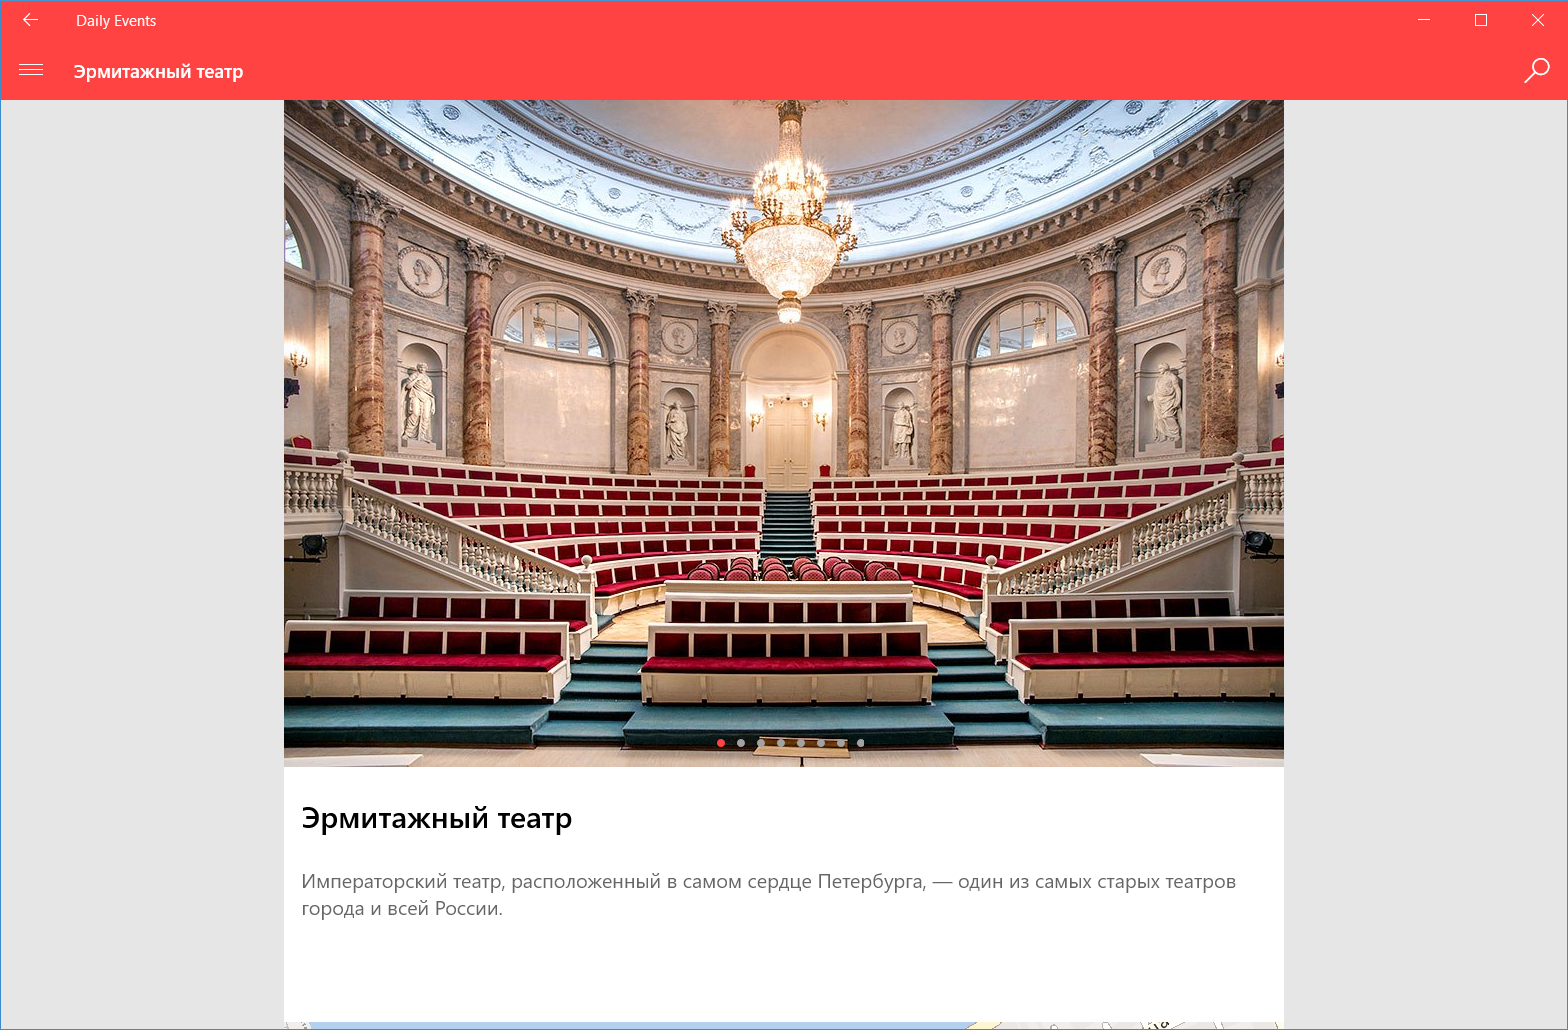 Daily Events
Эрмитажный театр
Эрмитажный театр
Императорский театр, расположенный в самом сердце Петербурга, — один из самых старых театров
города и всей России.